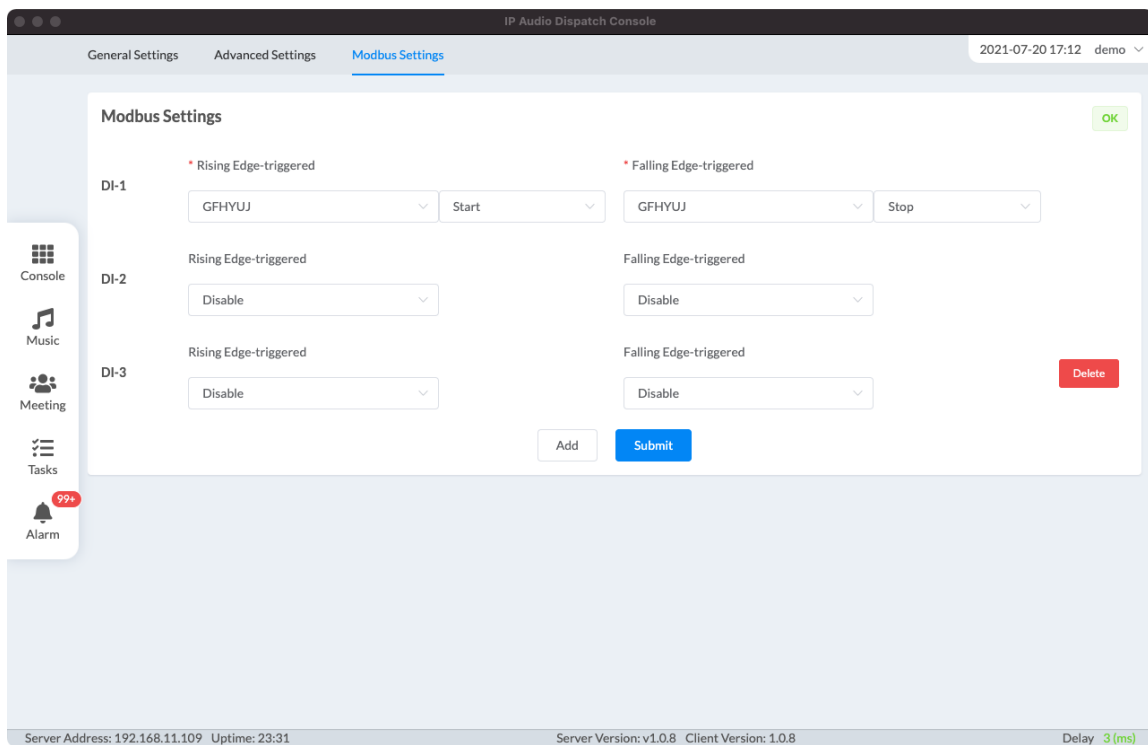 IP Audio Dispatch Console
General Settings Advanced Settings Modbus Settings 2021-07-20 17:12 demo
Modbus Settings OK
* Rising Edge-triggered * Falling Edge-triggered
DI-1
GFHYUJ Start GFHYUJ Stop
Rising Edge-triggered Falling Edge-triggered
DI-2
Disable Disable
Rising Edge-triggered Falling Edge-triggered
DI-3 Delete
Disable Disable
Add Submit
Console
Music
Meeting
Tasks
99+
Alarm
Server Address: 192.168.11.109 Uptime: 23:31 Server Version: v1.0.8 Client Version: 1.0.8 Delay 3 (ms)